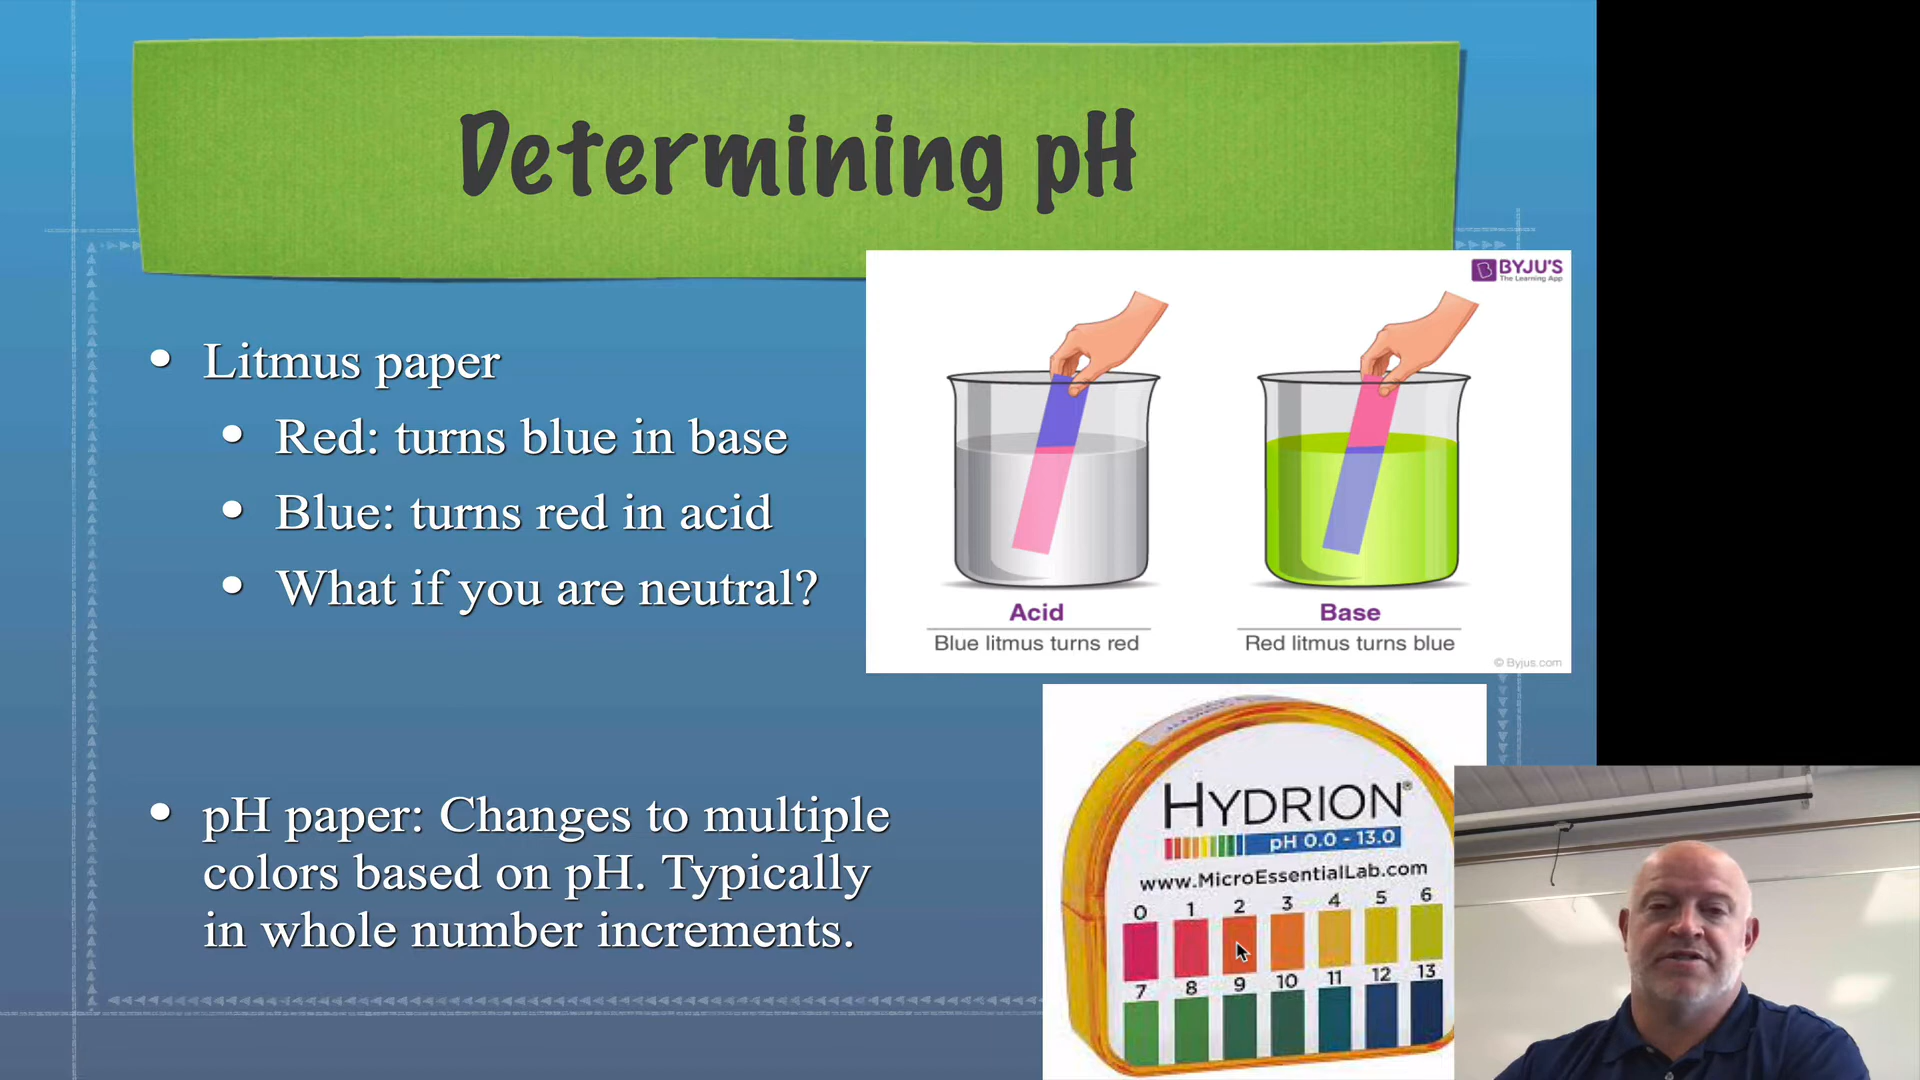 Determining pH
BYJU'S
The Learning App
Litmus paper
Red: turns blue in base
Blue: turns red in acid
What if you are neutral?
Acid
Blue litmus turns red
Base
Red litmus turns blue
© Byjus.com
pH paper: Changes to multiple
colors based on pH. Typically
in whole number increments.
HYDRION®
pH 0.0 - 13.0
www.MicroEssentialLab.com
0 1 2 3 4 5 6
7 8 9 10 11 12 13